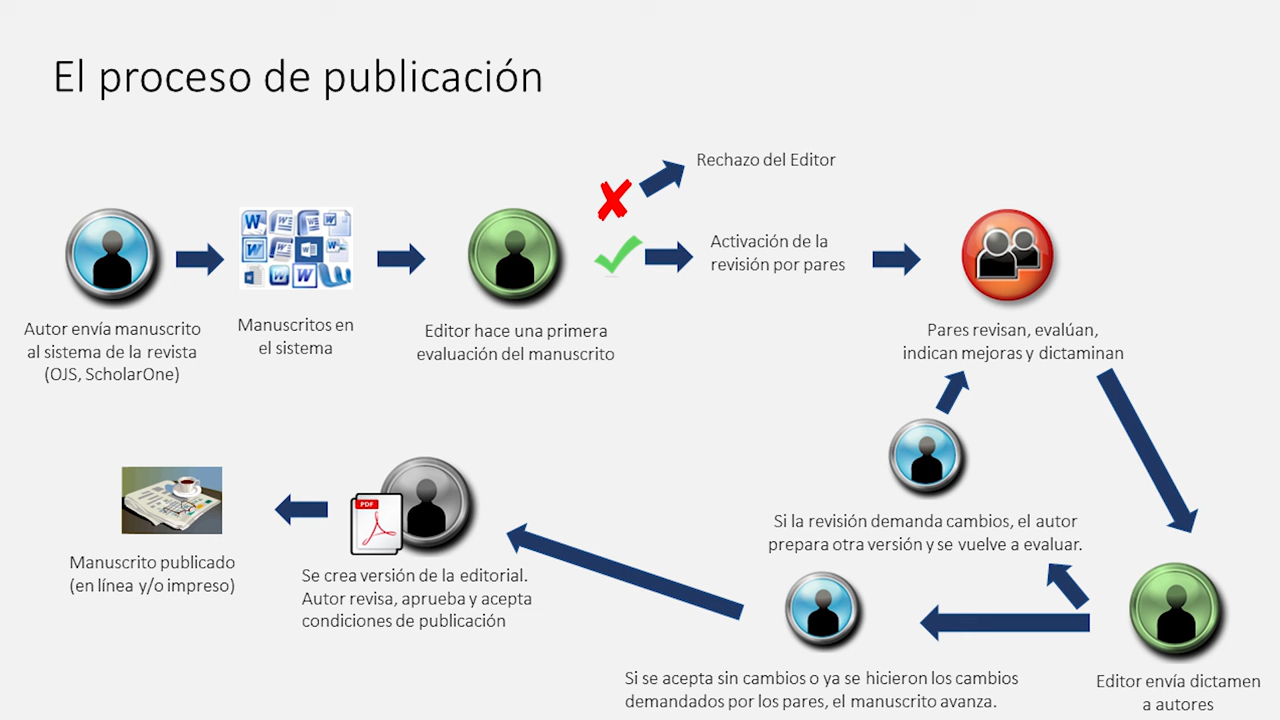 El proceso de publicación
Rechazo del Editor
Activación de la
revisión por pares
Autor envía manuscrito
al sistema de la revista
(OJS, ScholarOne)
Manuscritos en
el sistema
Editor hace una primera
evaluación del manuscrito
Pares revisan, evalúan,
indican mejoras y dictaminan
Si la revisión demanda cambios, el autor
prepara otra versión y se vuelve a evaluar.
Editor envía dictamen
a autores
Si se acepta sin cambios o ya se hicieron los cambios
demandados por los pares, el manuscrito avanza.
PDF
Se crea versión de la editorial.
Autor revisa, aprueba y acepta
condiciones de publicación
Manuscrito publicado
(en línea y/o impreso)